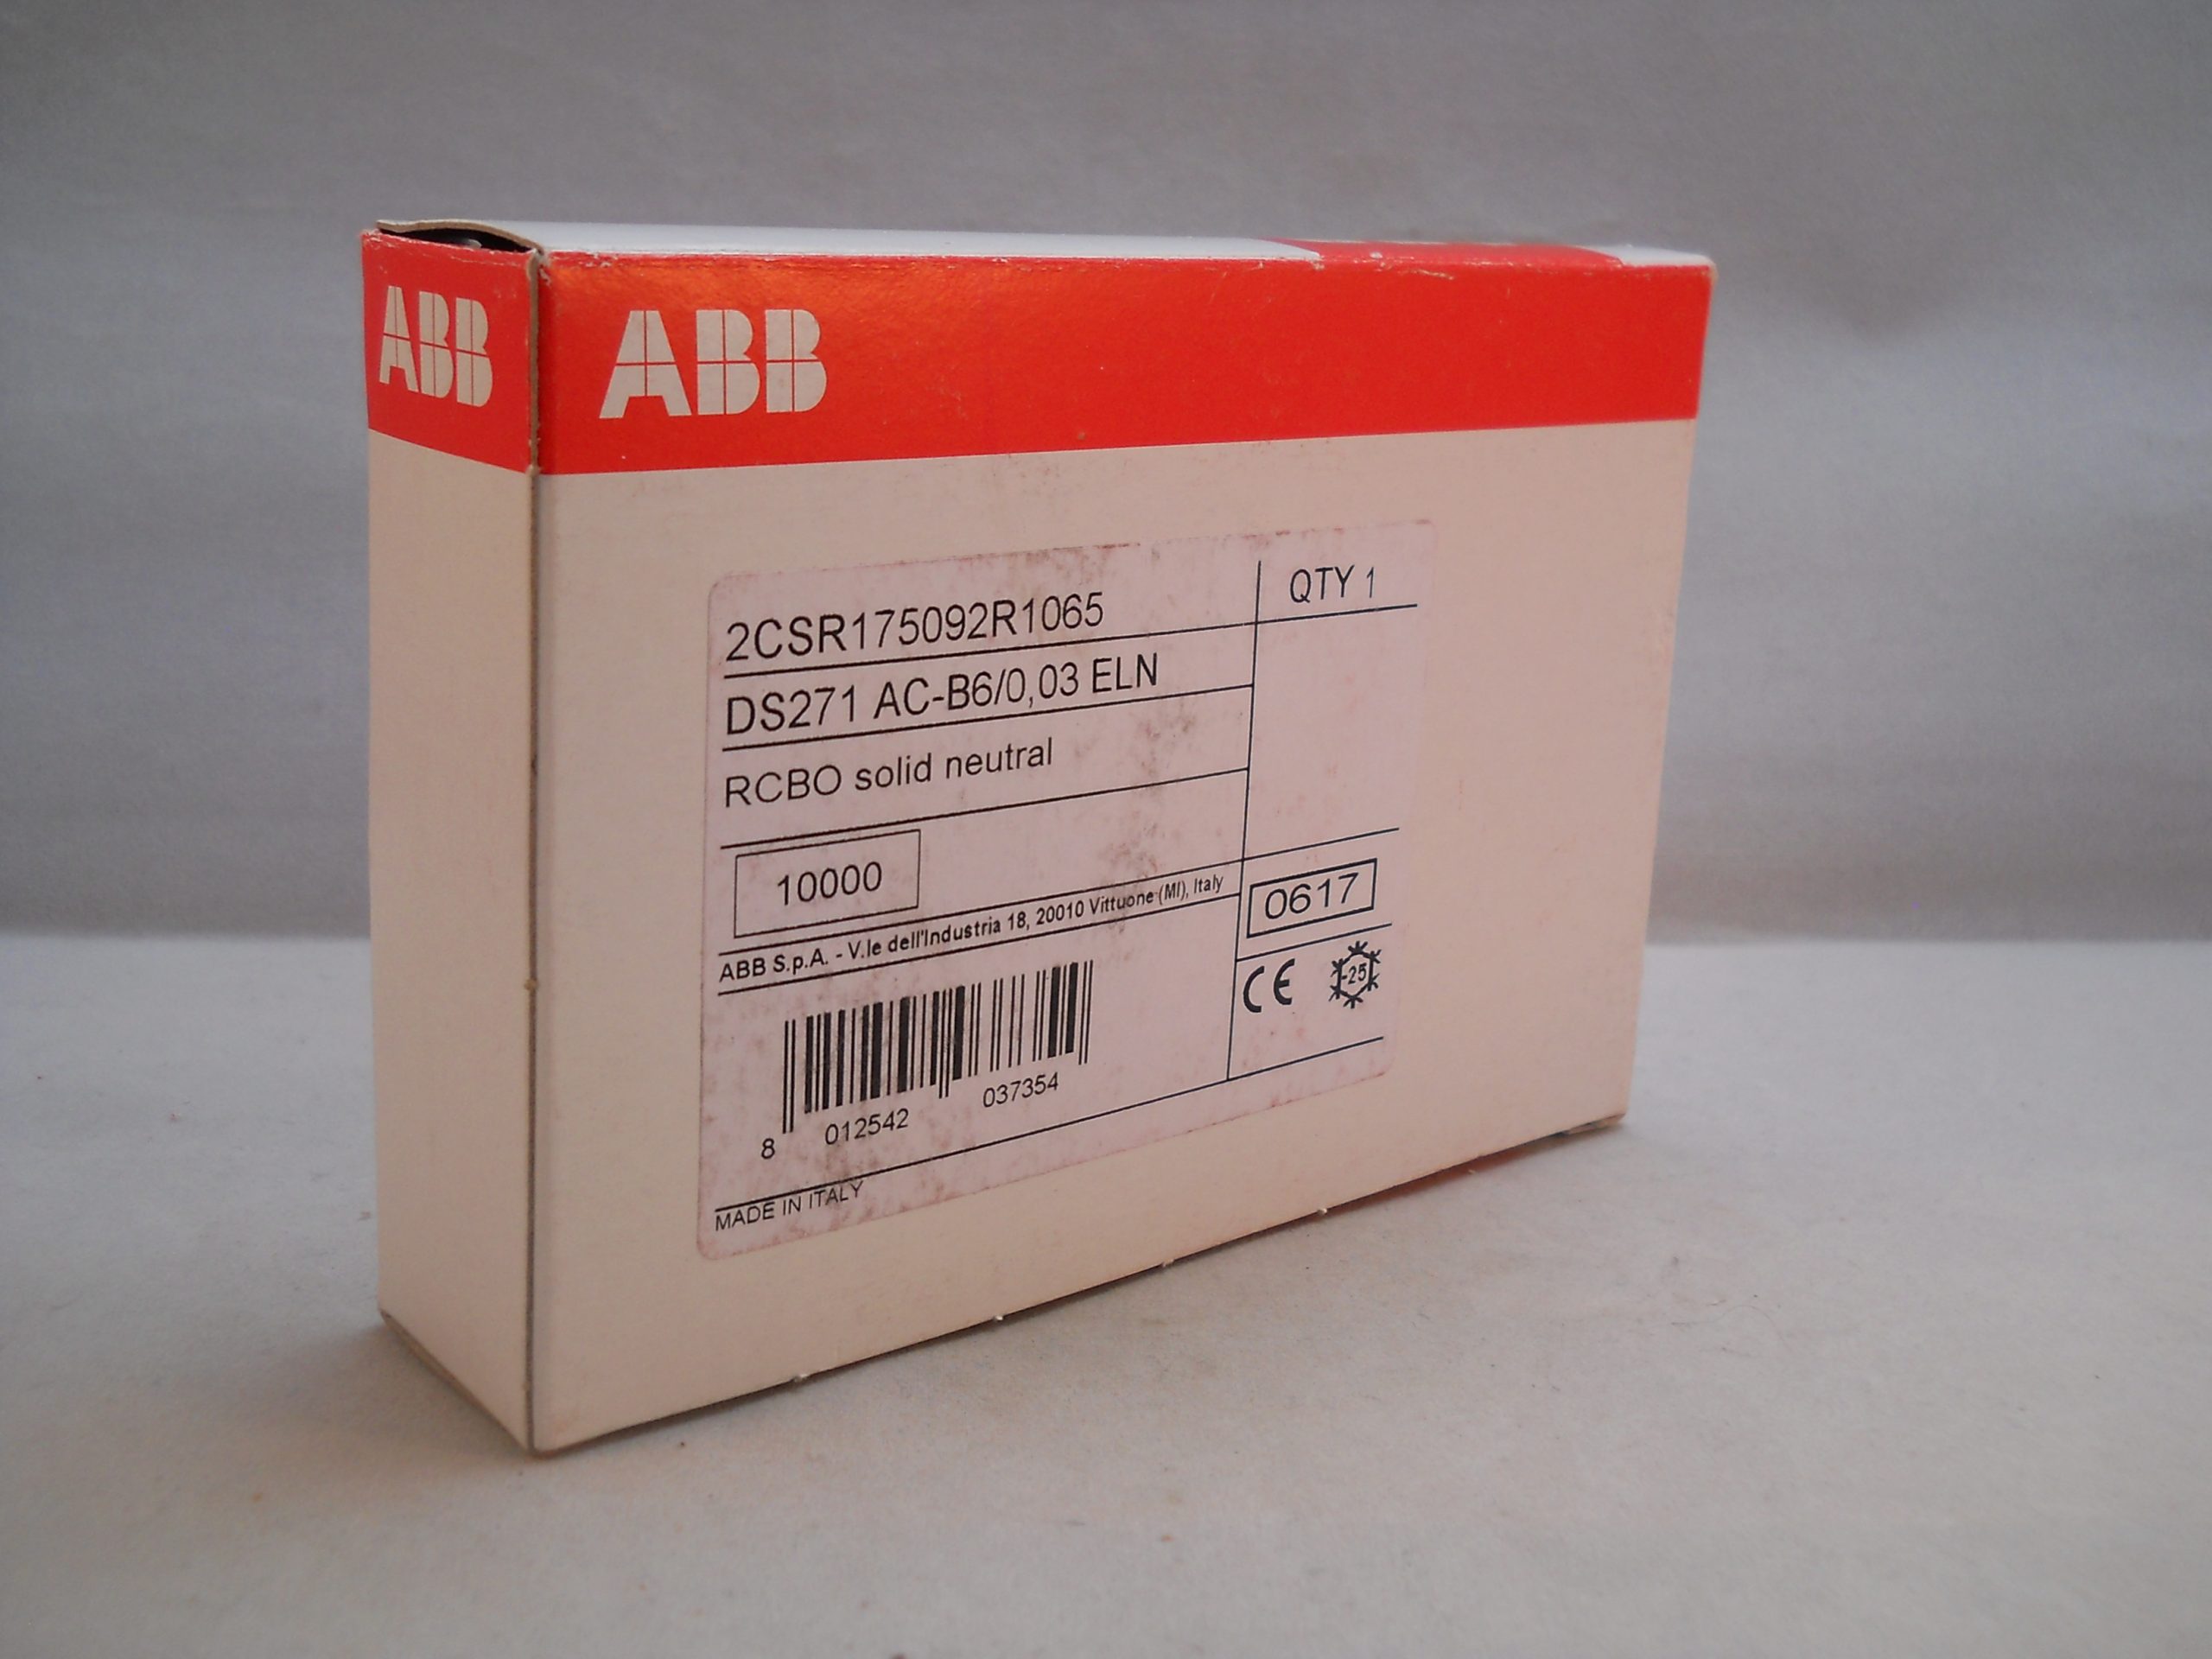 ABB
ABB
2CSR175092R1065
QTY 1
DS271 AC-B6/0,03 ELN
RCBO solid neutral
10000
ABB S.p.A. - V.le dell'Industria 18, 20010 Vittuone (MI), Italy
0617
CE
-25
8 012542 037354
MADE IN ITALY